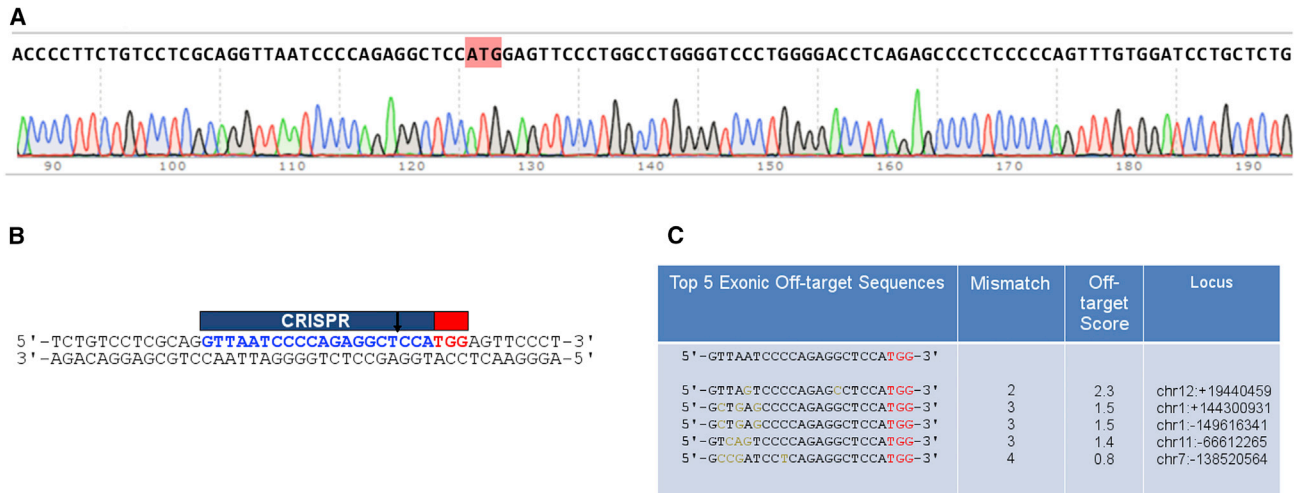 A
ACCCCTTCTGTCCTCGCAGGTTAATCCCCAGAGGCTCCATGGAGTTCCCTGGCCTGGGGTCCCTGGGGACCTCAGAGCCCCTCCCCCAGTTTGTGGATCCTGCTCTG
90 100 110 120 130 140 150 160 170 180 190
B
CRISPR
5'-TCTGTCCTCGCAGGTTAATCCCCAGAGGCTCCATGGAGTTCCCT-3'
3'-AGACAGGAGCGTCCAATTAGGGGTCTCCGAGGTACCTCAAGGGA-5'
C
Top 5 Exonic Off-target Sequences Mismatch Off-target Score Locus
5'-GTTAATCCCCAGAGGCTCCATGG-3'
5'-GTTAGTCCCCAGAGCCTCCATGG-3' 2 2.3 chr12:+19440459
5'-GCTGAGCCCCAGAGGCTCCATGG-3' 3 1.5 chr1:+144300931
5'-GCTGAGCCCCAGAGGCTCCATGG-3' 3 1.5 chr1:-149616341
5'-GTCAGTCCCCAGAGGCTCCATGG-3' 3 1.4 chr11:-66612265
5'-GCCGATCCTCAGAGGCTCCATGG-3' 4 0.8 chr7:-138520564